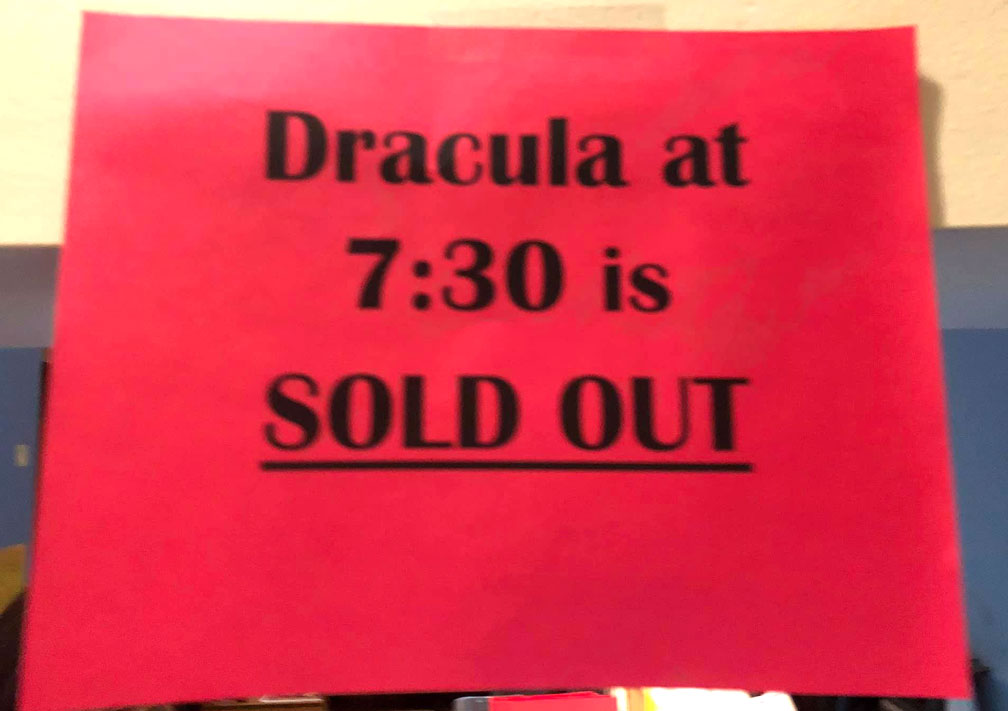 Dracula at
7:30 is
SOLD OUT